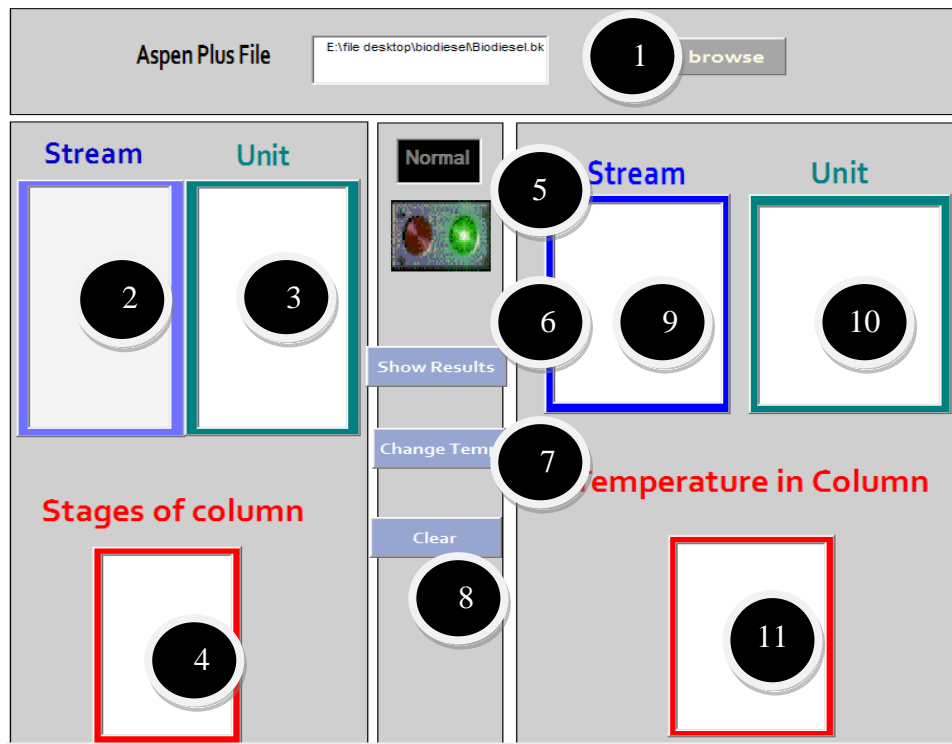 Aspen Plus File
E:\file desktop\biodiesel\Biodiesel.bk
1
browse
Stream
Unit
2
3
Stages of column
4
Normal
5
6
Show Results
Change Temp
7
Clear
8
Stream
Unit
9
10
emperature in Column
11